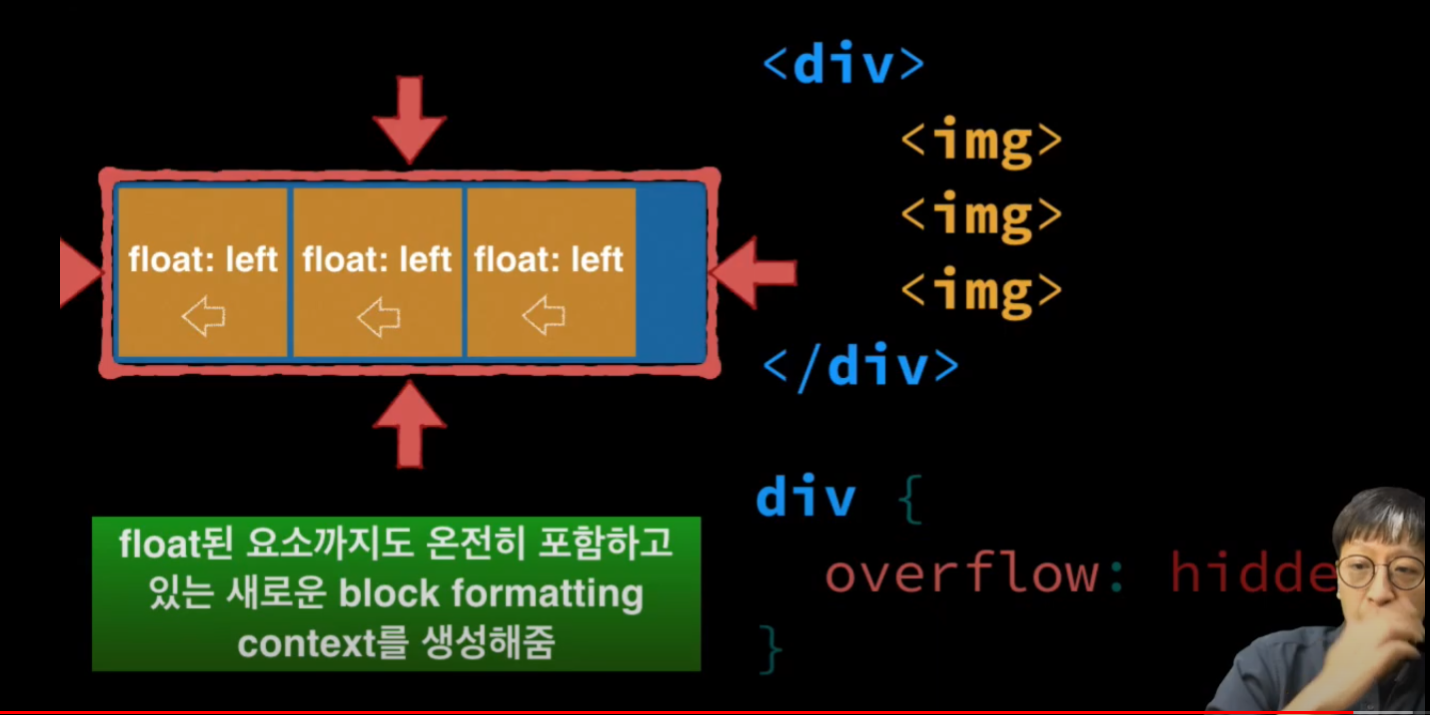 <div>
<img>
<img>
<img>
</div>
float: left float: left float: left
float된 요소까지도 온전히 포함하고
있는 새로운 block formatting
context를 생성해줌
div {
overflow: hidde
}